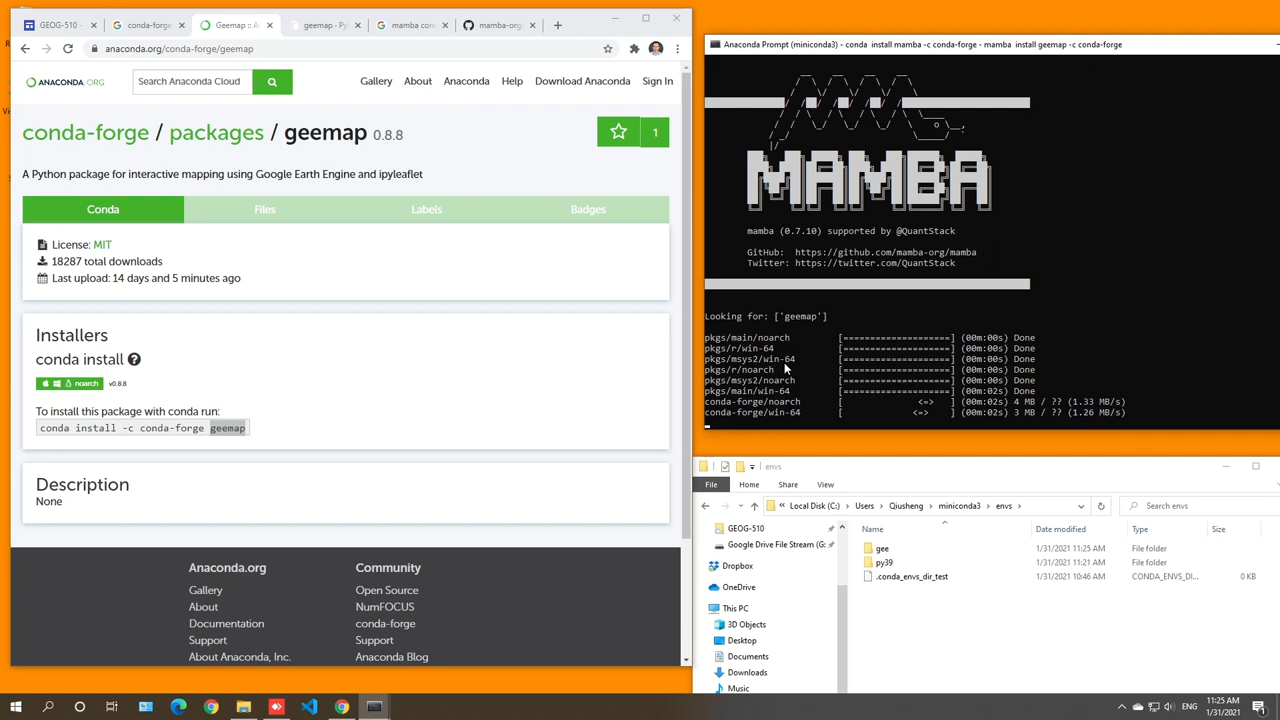 GEOG-510 -
conda-forge
Geemap :: A
geemap · Py
mamba con
mamba-org
anaconda.org/conda-forge/geemap
ANACONDA.ORG
Search Anaconda Cloud
Gallery
About
Anaconda
Help
Download Anaconda
Sign In
conda-forge / packages / geemap 0.8.8
1
A Python package for interactive mapping using Google Earth Engine and ipyleaflet
Conda
Files
Labels
Badges
License: MIT
18287 total downloads
Last upload: 14 days and 5 minutes ago
Installers
conda install
noarch
v0.8.8
To install this package with conda run:
conda install -c conda-forge geemap
Description
None
Anaconda.org
Gallery
About
Documentation
Support
About Anaconda, Inc.
Community
Open Source
NumFOCUS
conda-forge
Support
Anaconda Blog
Anaconda Prompt (miniconda3) - conda install mamba -c conda-forge - mamba install geemap -c conda-forge
MAMBA
mamba (0.7.10) supported by @QuantStack
GitHub: https://github.com/mamba-org/mamba
Twitter: https://twitter.com/QuantStack
Looking for: ['geemap']
pkgs/main/noarch [====================] (00m:00s) Done
pkgs/r/win-64 [====================] (00m:00s) Done
pkgs/msys2/win-64 [====================] (00m:00s) Done
pkgs/r/noarch [====================] (00m:00s) Done
pkgs/msys2/noarch [====================] (00m:00s) Done
pkgs/main/win-64 [====================] (00m:02s) Done
conda-forge/noarch [ <=> ] (00m:02s) 4 MB / ?? (1.33 MB/s)
conda-forge/win-64 [ <=> ] (00m:02s) 3 MB / ?? (1.26 MB/s)
envs
File
Home
Share
View
Local Disk (C:) › Users › Qiusheng › miniconda3 › envs ›
Search envs
GEOG-510
Google Drive File Stream (G:
Dropbox
OneDrive
This PC
3D Objects
Desktop
Documents
Downloads
Music
Name
Date modified
Type
Size
gee
1/31/2021 11:25 AM
File folder
py39
1/31/2021 11:21 AM
File folder
.conda_envs_dir_test
1/31/2021 10:46 AM
CONDA_ENVS_DI...
0 KB
ENG
11:25 AM
1/31/2021
1